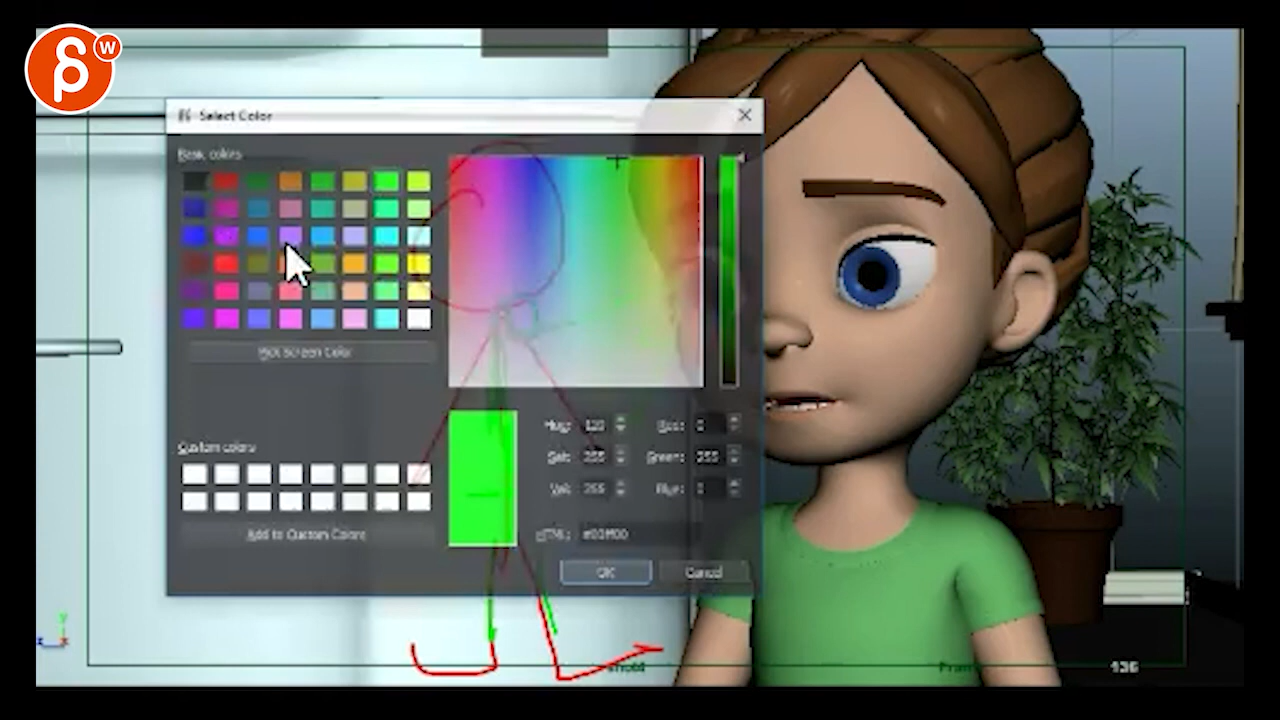 W
Select Color
Basic colors
Pick Screen Color
Custom colors
Add to Custom Colors
Hue: 120 Red: 0
Sat: 255 Green: 255
Val: 255 Blue: 0
HTML: #00ff00
OK Cancel
136